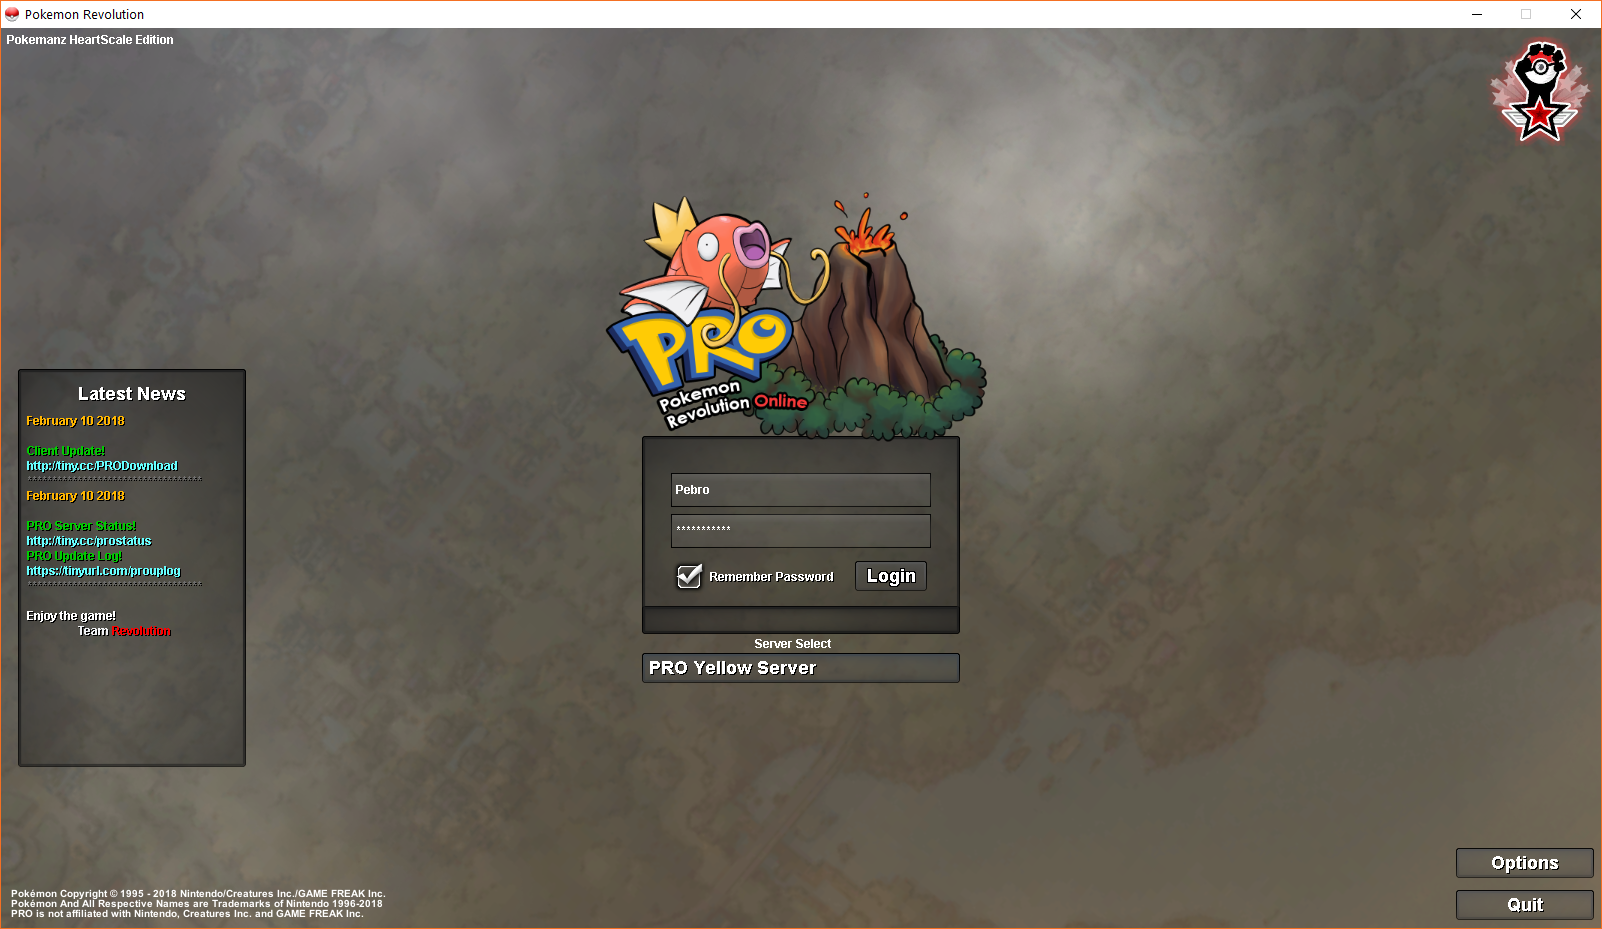 Pokemon Revolution
Pokemanz HeartScale Edition
PRO
Pokemon
Revolution Online
Latest News
February 10 2018
Client Update!
http://tiny.cc/PRODownload
***********************************
February 10 2018
PRO Server Status!
http://tiny.cc/prostatus
PRO Update Log!
https://tinyurl.com/prouplog
***********************************
Enjoy the game!
Team Revolution
Pebro
***********
Remember Password
Login
Server Select
PRO Yellow Server
Options
Quit
Pokémon Copyright © 1995 - 2018 Nintendo/Creatures Inc./GAME FREAK Inc.
Pokémon And All Respective Names are Trademarks of Nintendo 1996-2018
PRO is not affiliated with Nintendo, Creatures Inc. and GAME FREAK Inc.